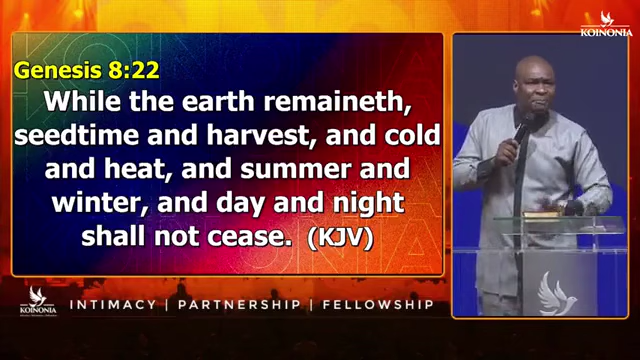 KOINONIA
Genesis 8:22
While the earth remaineth,
seedtime and harvest, and cold
and heat, and summer and
winter, and day and night
shall not cease. (KJV)
KOINONIA
INTIMACY | PARTNERSHIP | FELLOWSHIP